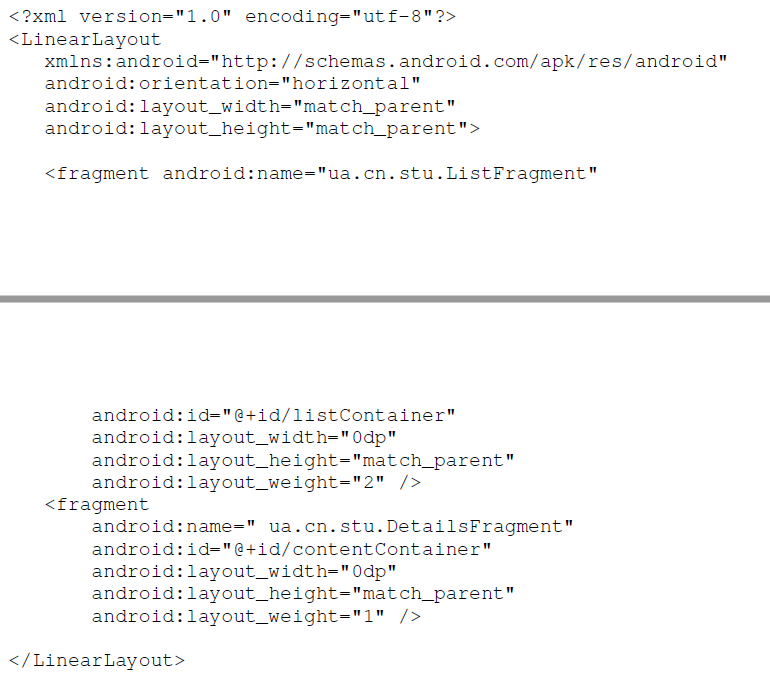 <?xml version="1.0" encoding="utf-8"?>
<LinearLayout
xmlns:android="http://schemas.android.com/apk/res/android"
android:orientation="horizontal"
android:layout_width="match_parent"
android:layout_height="match_parent">
<fragment android:name="ua.cn.stu.ListFragment"
android:id="@+id/listContainer"
android:layout_width="0dp"
android:layout_height="match_parent"
android:layout_weight="2" />
<fragment
android:name=" ua.cn.stu.DetailsFragment"
android:id="@+id/contentContainer"
android:layout_width="0dp"
android:layout_height="match_parent"
android:layout_weight="1" />
</LinearLayout>